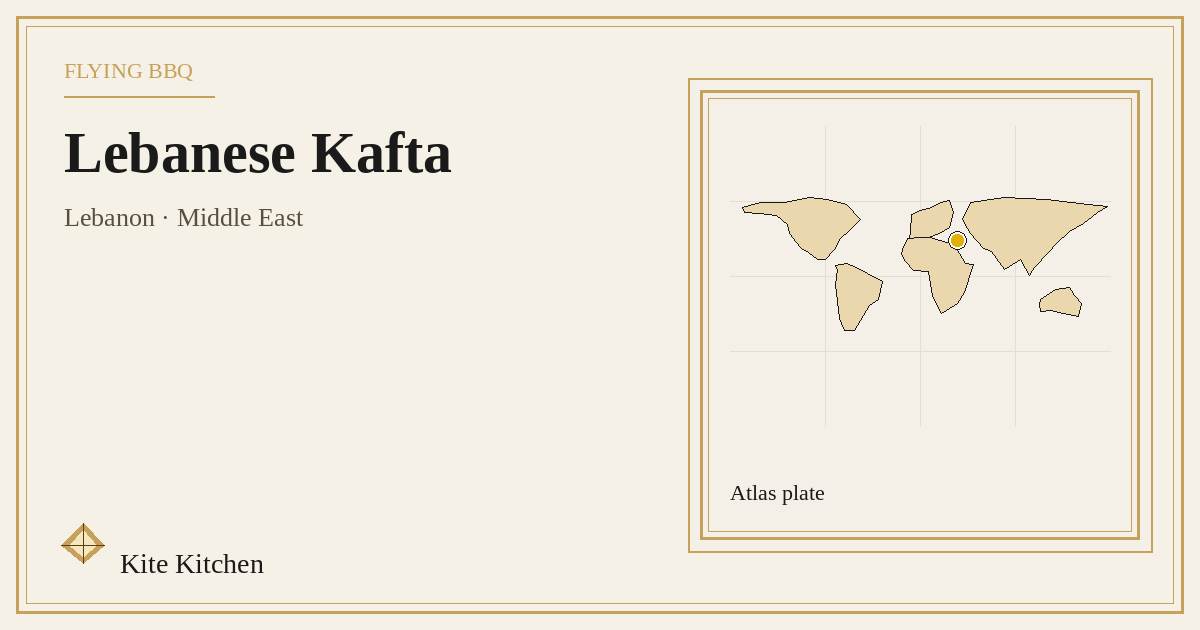 FLYING BBQ
Lebanese Kafta
Lebanon · Middle East
Atlas plate
Kite Kitchen